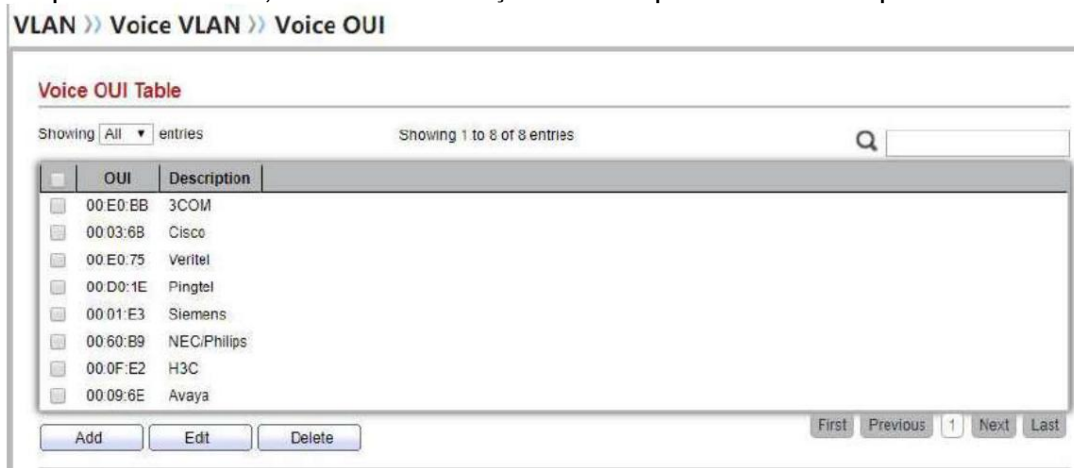 VLAN 》 Voice VLAN 》 Voice OUI
Voice OUI Table
Showing All ▼ entries Showing 1 to 8 of 8 entries
OUI Description
00:E0:BB 3COM
00:03:6B Cisco
00:E0:75 Veritel
00:D0:1E Pingtel
00:01:E3 Siemens
00:60:B9 NEC/Philips
00:0F:E2 H3C
00:09:6E Avaya
Add Edit Delete First Previous 1 Next Last